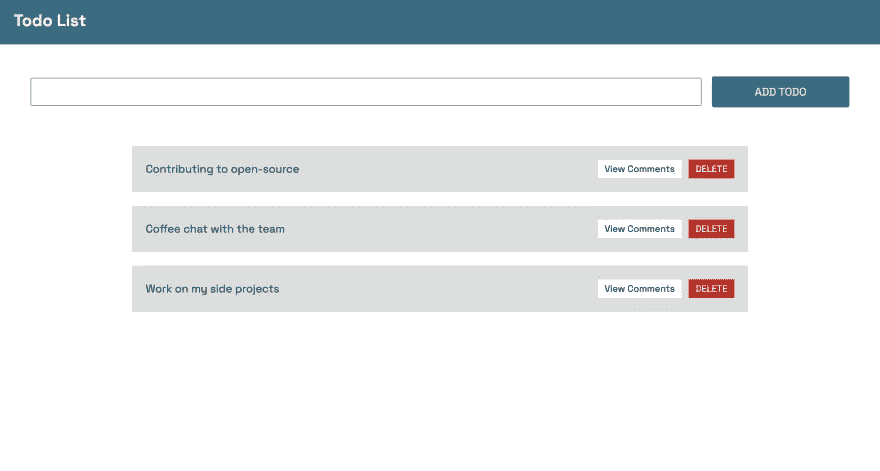 Todo List
ADD TODO
Contributing to open-source View Comments DELETE
Coffee chat with the team View Comments DELETE
Work on my side projects View Comments DELETE